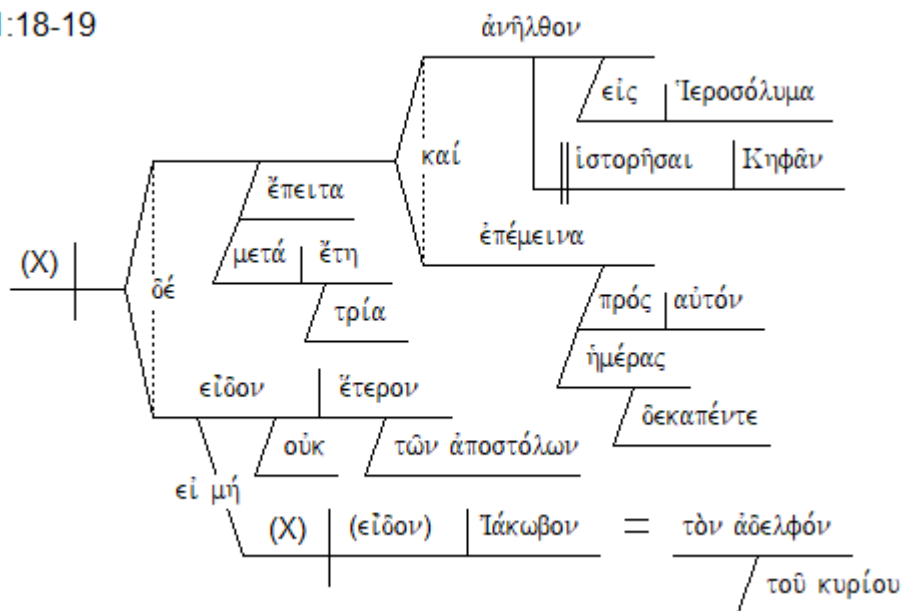 1:18-19
ἀνῆλθον
εἰς Ἱεροσόλυμα
καί
ἱστορῆσαι Κηφᾶν
ἔπειτα
ἐπέμεινα
μετά ἔτη
(X)
δέ
πρός αὐτόν
τρία
ἡμέρας
εἶδον ἕτερον
δεκαπέντε
οὐκ τῶν ἀποστόλων
εἰ μή
(X) (εἶδον) Ἰάκωβον = τὸν ἀδελφόν
τοῦ κυρίου